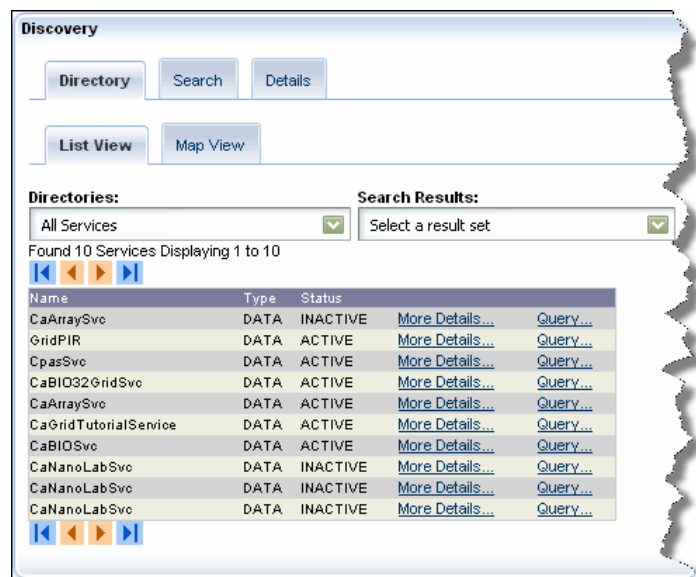 Discovery
Directory Search Details
List View Map View
Directories: Search Results:
All Services Select a result set
Found 10 Services Displaying 1 to 10
Name Type Status
CaArraySvc DATA INACTIVE More Details... Query...
GridPIR DATA ACTIVE More Details... Query...
CpasSvc DATA ACTIVE More Details... Query...
CaBIO32GridSvc DATA ACTIVE More Details... Query...
CaArraySvc DATA ACTIVE More Details... Query...
CaGridTutorialService DATA ACTIVE More Details... Query...
CaBIOSvc DATA ACTIVE More Details... Query...
CaNanoLabSvc DATA INACTIVE More Details... Query...
CaNanoLabSvc DATA INACTIVE More Details... Query...
CaNanoLabSvc DATA INACTIVE More Details... Query...